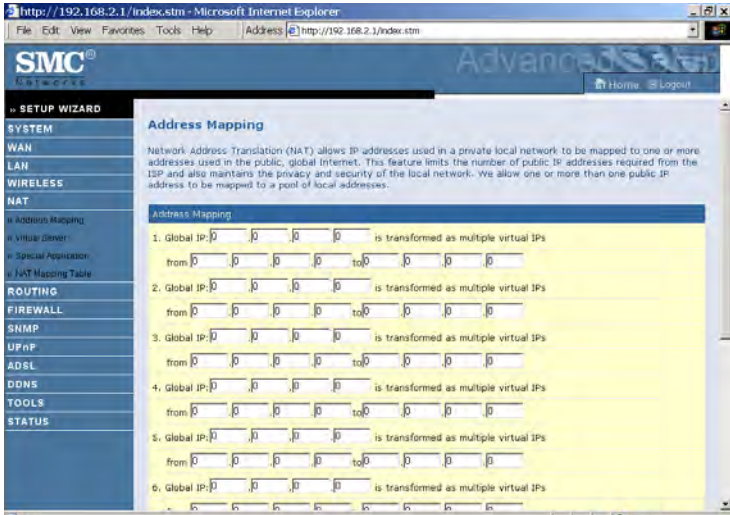 http://192.168.2.1/index.stm - Microsoft Internet Explorer
File Edit View Favorites Tools Help Address http://192.168.2.1/index.stm
SMC®
Networks
Advanced Setup
Home Logout
» SETUP WIZARD
SYSTEM
WAN
LAN
WIRELESS
NAT
» Address Mapping
» Virtual Server
» Special Application
» NAT Mapping Table
ROUTING
FIREWALL
SNMP
UPnP
ADSL
DDNS
TOOLS
STATUS
Address Mapping
Network Address Translation (NAT) allows IP addresses used in a private local network to be mapped to one or more
addresses used in the public, global Internet. This feature limits the number of public IP addresses required from the
ISP and also maintains the privacy and security of the local network. We allow one or more than one public IP
address to be mapped to a pool of local addresses.
Address Mapping
1. Global IP: 0 .0 .0 .0 is transformed as multiple virtual IPs
from 0 .0 .0 .0 to 0 .0 .0 .0
2. Global IP: 0 .0 .0 .0 is transformed as multiple virtual IPs
from 0 .0 .0 .0 to 0 .0 .0 .0
3. Global IP: 0 .0 .0 .0 is transformed as multiple virtual IPs
from 0 .0 .0 .0 to 0 .0 .0 .0
4. Global IP: 0 .0 .0 .0 is transformed as multiple virtual IPs
from 0 .0 .0 .0 to 0 .0 .0 .0
5. Global IP: 0 .0 .0 .0 is transformed as multiple virtual IPs
from 0 .0 .0 .0 to 0 .0 .0 .0
6. Global IP: 0 .0 .0 .0 is transformed as multiple virtual IPs